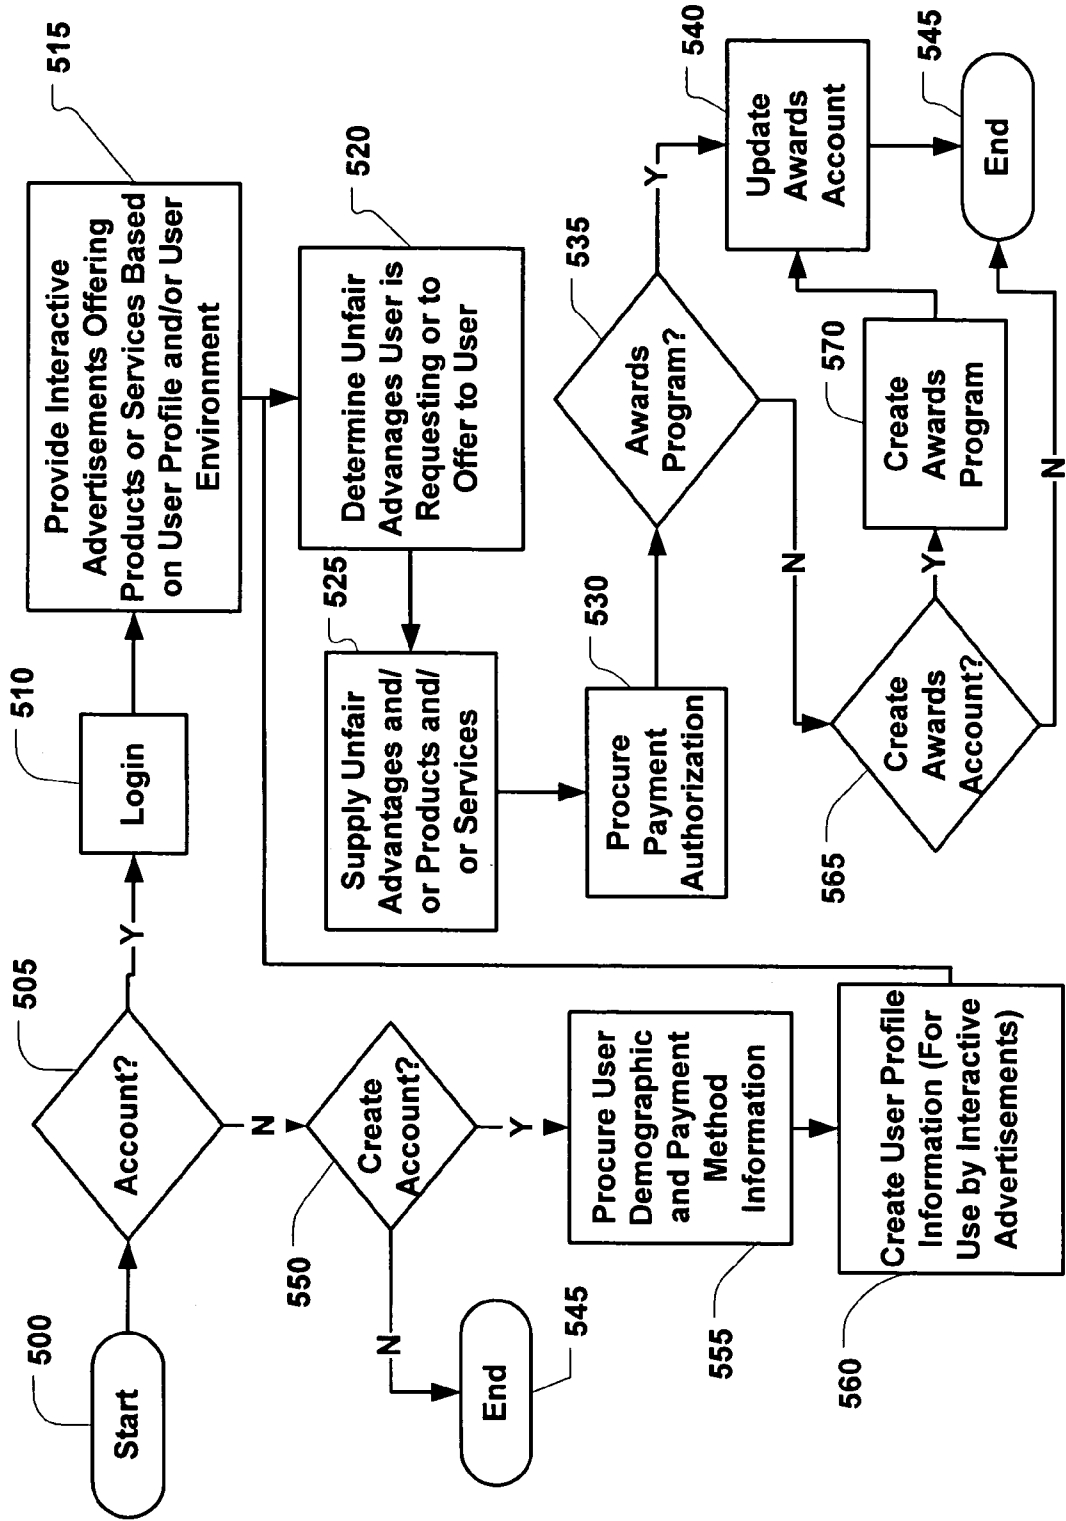 500
Start
505
Account?
Y
510
Login
515
Provide Interactive
Advertisements Offering
Products or Services Based
on User Profile and/or User
Environment
520
Determine Unfair
Advanages User is
Requesting or to
Offer to User
525
Supply Unfair
Advantages and/
or Products and/
or Services
530
Procure
Payment
Authorization
535
Awards
Program?
Y
540
Update
Awards
Account
545
End
N
565
Create
Awards
Account?
Y
570
Create
Awards
Program
N
N
550
Create
Account?
N
545
End
Y
555
Procure User
Demographic
and Payment
Method
Information
560
Create User Profile
Information (For
Use by Interactive
Advertisements)